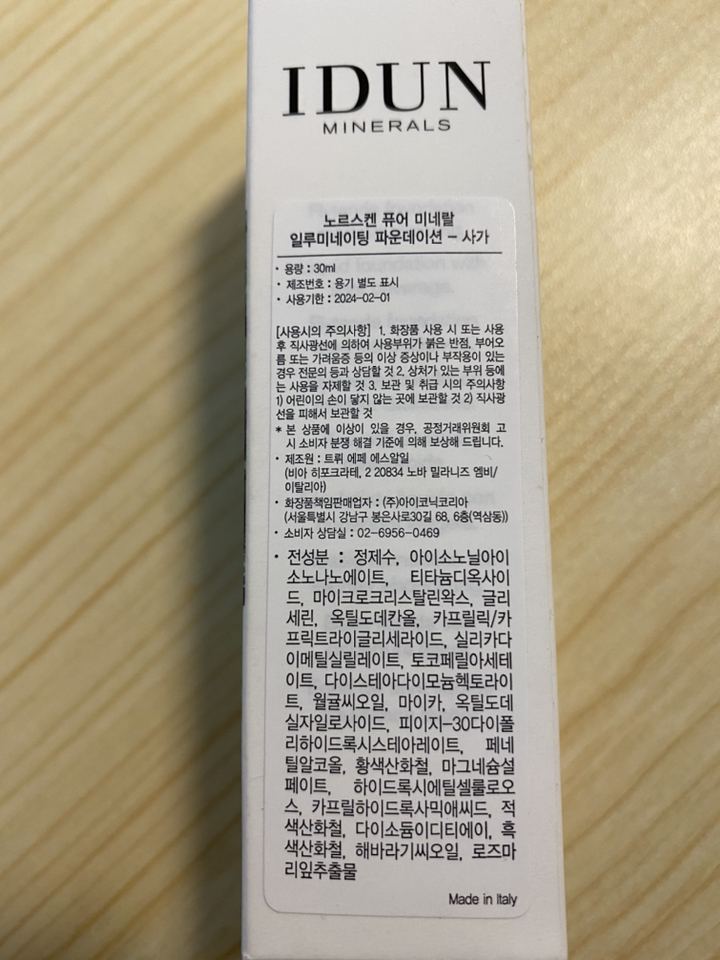 IDUN
MINERALS
노르스켄 퓨어 미네랄
일루미네이팅 파운데이션 - 사가
• 용량 : 30ml
• 제조번호 : 용기 별도 표시
• 사용기한 : 2024-02-01
[사용시의 주의사항] 1. 화장품 사용 시 또는 사용
후 직사광선에 의하여 사용부위가 붉은 반점, 부어오
름 또는 가려움증 등의 이상 증상이나 부작용이 있는
경우 전문의 등과 상담할 것 2. 상처가 있는 부위 등에
는 사용을 자제할 것 3. 보관 및 취급 시의 주의사항
1) 어린이의 손이 닿지 않는 곳에 보관할 것 2) 직사광
선을 피해서 보관할 것
* 본 상품에 이상이 있을 경우, 공정거래위원회 고
시 소비자 분쟁 해결 기준에 의해 보상해 드립니다.
• 제조원 : 트뤼 에페 에스알일
(비아 히포크라테, 2 20834 노바 밀라니즈 엠비/
이탈리아)
• 화장품책임판매업자 : (주)아이코닉코리아
(서울특별시 강남구 봉은사로30길 68, 6층(역삼동))
• 소비자 상담실 : 02-6956-0469
• 전성분 : 정제수, 아이소노닐아이
소노나노에이트, 티타늄디옥사이
드, 마이크로크리스탈린왁스, 글리
세린, 옥틸도데칸올, 카프릴릭/카
프릭트라이글리세라이드, 실리카다
이메틸실릴레이트, 토코페릴아세테
이트, 다이스테아다이모늄헥토라이
트, 월귤씨오일, 마이카, 옥틸도데
실자일로사이드, 피이지-30다이폴
리하이드록시스테아레이트, 페네
틸알코올, 황색산화철, 마그네슘설
페이트, 하이드록시에틸셀룰로오
스, 카프릴하이드록사믹애씨드, 적
색산화철, 다이소듐이디티에이, 흑
색산화철, 해바라기씨오일, 로즈마
리잎추출물
Made in Italy